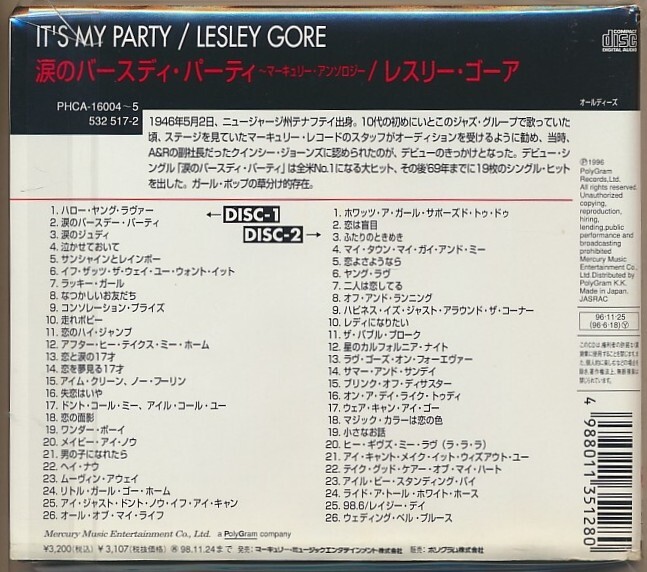 IT'S MY PARTY / LESLEY GORE
COMPACT
disc
DIGITAL AUDIO
涙のバースディ・パーティ~マーキュリー・アンソロジー/ レスリー・ゴーア
PHCA-16004~5
532 517-2
オールディーズ
1946年5月2日、ニュージャージ州テナフテイ出身。10代の初めにいとこのジャズ・グループで歌っていた
頃、ステージを見ていたマーキュリー・レコードのスタッフがオーディションを受けるように勧め、当時、
A&Rの副社長だったクインシー・ジョーンズに認められたのが、デビューのきっかけとなった。デビュー・シ
ングル「涙のバースディ・パーティ」は全米No.1になる大ヒット、その後'69年までに19枚のシングル・ヒット
を出した。ガール・ポップの草分け的存在。
←DISC-1
1. ハロー・ヤング・ラヴァー
2. 涙のバースデー・パーティ
3. 涙のジュディ
4. 泣かせておいて
5. サンシャインとレインボー
6. イフ・ザッツ・ザ・ウェイ・ユー・ウォント・イット
7. ラッキー・ガール
8. なつかしいお友だち
9. コンソレーション・プライズ
10. 走れボビー
11. 恋のハイ・ジャンプ
12. アフター・ヒー・テイクス・ミー・ホーム
13. 恋と涙の17才
14. 恋を夢見る17才
15. アイム・クリーン、ノー・フーリン
16. 失恋はいや
17. ドント・コール・ミー、アイル・コール・ユー
18. 恋の面影
19. ワンダー・ボーイ
20. メイビー・アイ・ノウ
21. 男の子になれたら
22. ヘイ・ナウ
23. ムーヴィン・アウェイ
24. リトル・ガール・ゴー・ホーム
25. アイ・ジャスト・ドント・ノウ・イフ・アイ・キャン
26. オール・オブ・マイ・ライフ
DISC-2→
1. ホワッツ・ア・ガール・サポーズド・トゥ・ドゥ
2. 恋は盲目
3. ふたりのときめき
4. マイ・タウン・マイ・ガイ・アンド・ミー
5. 恋よさようなら
6. ヤング・ラヴ
7. 二人は恋してる
8. オフ・アンド・ランニング
9. ハピネス・イズ・ジャスト・アラウンド・ザ・コーナー
10. レディになりたい
11. ザ・バブル・ブローク
12. 星のカルフォルニア・ナイト
13. ラヴ・ゴーズ・オン・フォーエヴァー
14. サマー・アンド・サンデイ
15. ブリンク・オフ・ディサスター
16. オン・ア・デイ・ライク・トゥディ
17. ウェア・キャン・アイ・ゴー
18. マジック・カラーは恋の色
19. 小さなお話
20. ヒー・ギヴズ・ミー・ラヴ(ラ・ラ・ラ)
21. アイ・キャント・メイク・イット・ウィズアウト・ユー
22. テイク・グッド・ケアー・オブ・マイ・ハート
23. アイル・ビー・スタンディング・バイ
24. ライド・ア・トール・ホワイト・ホース
25. 98.6/レイジー・デイ
26. ウェディング・ベル・ブルース
℗1996
PolyGram
Records,Ltd.
All rights reserved.
Unauthorized
copying,
reproduction,
hiring,
lending,public
performance and
broadcasting
prohibited
Mercury Music
Entertainment Co.,
Ltd.Distributed by
PolyGram K.K.
Made in Japan.
JASRAC
96・11・25
(96・6・18)Ⓨ
4 988011 351280
Mercury Music Entertainment Co., Ltd. a PolyGram company
¥3,200(税込) ¥3,107(税抜価格) 98.11.24まで 発売:マーキュリー・ミュージックエンタテインメント株式会社 販売:ポリグラム株式会社